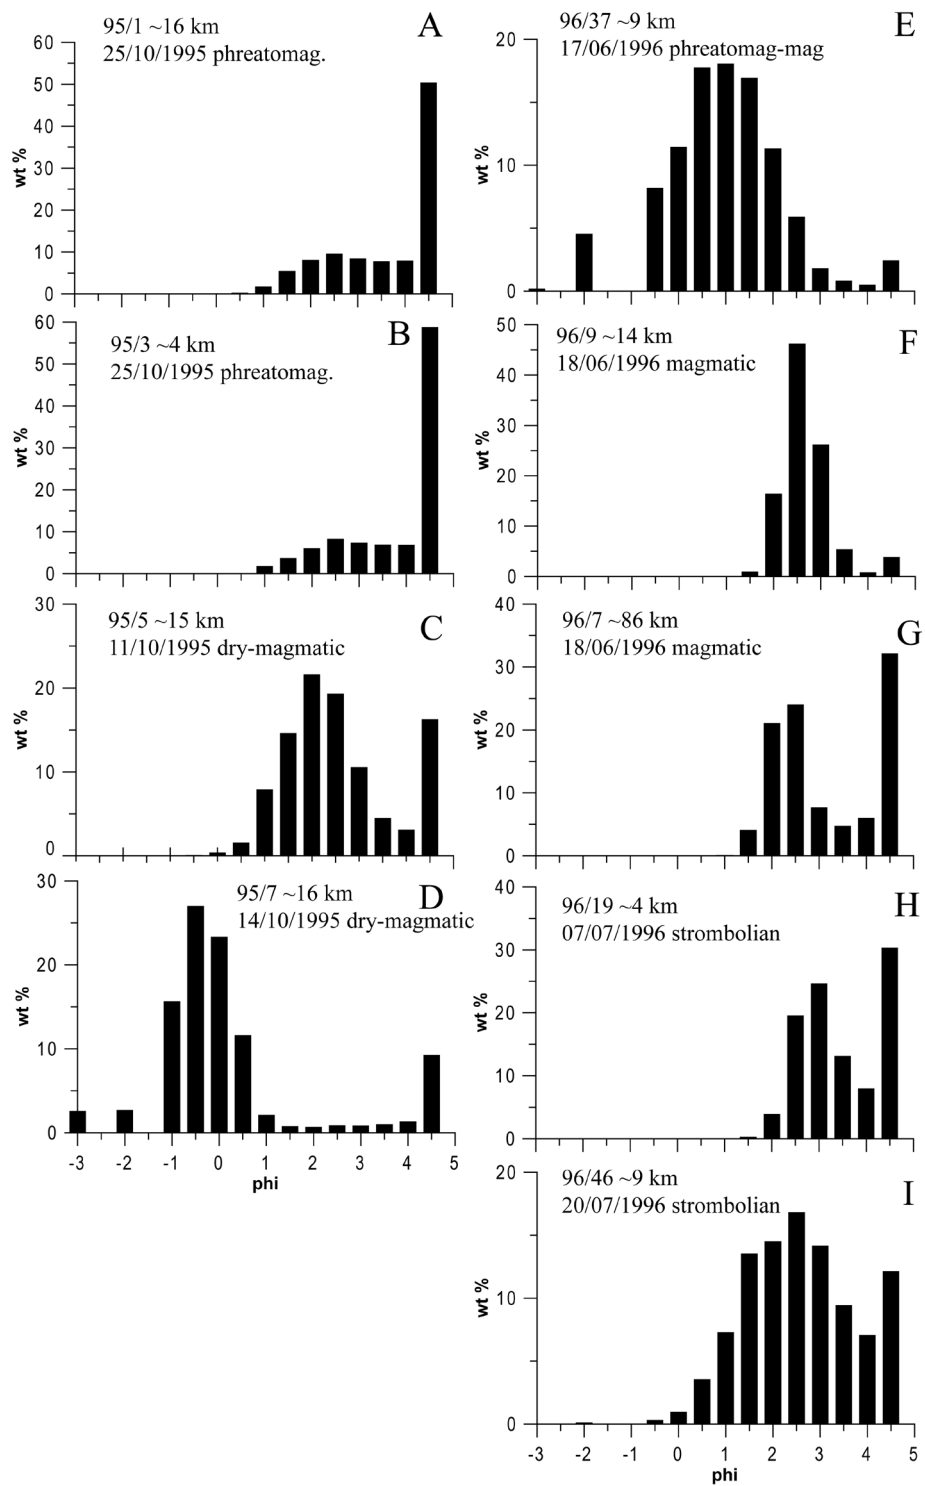 95/1 ~16 km
25/10/1995 phreatomag.
A
60
50
40
30
20
10
0
wt %
95/3 ~4 km
25/10/1995 phreatomag.
B
60
50
40
30
20
10
0
wt %
95/5 ~15 km
11/10/1995 dry-magmatic
C
30
20
10
0
wt %
95/7 ~16 km
14/10/1995 dry-magmatic
D
30
20
10
0
wt %
-3 -2 -1 0 1 2 3 4 5
phi
96/37 ~9 km
17/06/1996 phreatomag-mag
E
20
10
0
wt %
96/9 ~14 km
18/06/1996 magmatic
F
50
40
30
20
10
0
wt %
96/7 ~86 km
18/06/1996 magmatic
G
40
30
20
10
0
wt %
96/19 ~4 km
07/07/1996 strombolian
H
40
30
20
10
0
wt %
96/46 ~9 km
20/07/1996 strombolian
I
20
10
0
wt %
-3 -2 -1 0 1 2 3 4 5
phi